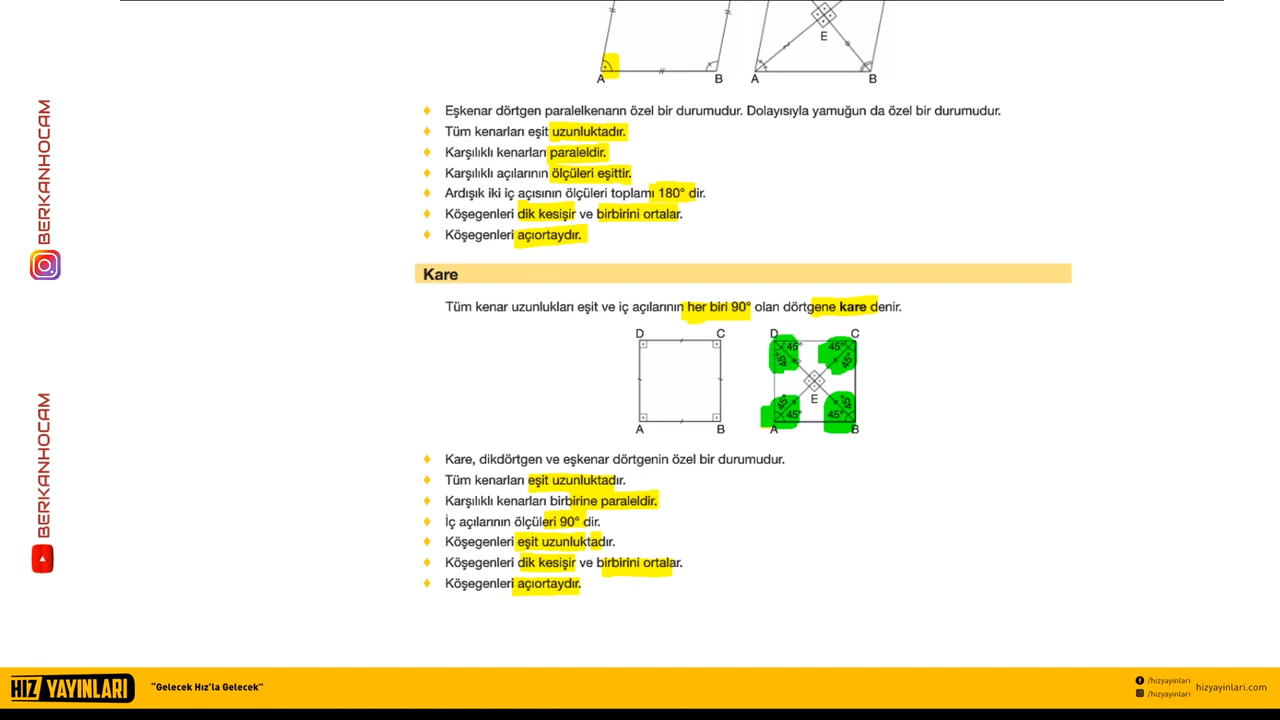 E
A
B
A
B
Eşkenar dörtgen paralelkenarın özel bir durumudur. Dolayısıyla yamuğun da özel bir durumudur.
Tüm kenarları eşit uzunluktadır.
Karşılıklı kenarları paraleldir.
Karşılıklı açılarının ölçüleri eşittir.
Ardışık iki iç açısının ölçüleri toplamı 180° dir.
Köşegenleri dik kesişir ve birbirini ortalar.
Köşegenleri açıortaydır.
Kare
Tüm kenar uzunlukları eşit ve iç açılarının her biri 90° olan dörtgene kare denir.
D
C
A
B
D
C
45°
45°
45°
45°
E
45°
45°
45°
45°
A
B
Kare, dikdörtgen ve eşkenar dörtgenin özel bir durumudur.
Tüm kenarları eşit uzunluktadır.
Karşılıklı kenarları birbirine paraleldir.
İç açılarının ölçüleri 90° dir.
Köşegenleri eşit uzunluktadır.
Köşegenleri dik kesişir ve birbirini ortalar.
Köşegenleri açıortaydır.
BERKANHOCAM
BERKANHOCAM
HIZ YAYINLARI
"Gelecek Hız'la Gelecek"
/hizyayinlari
/hizyayinlari
hizyayinlari.com